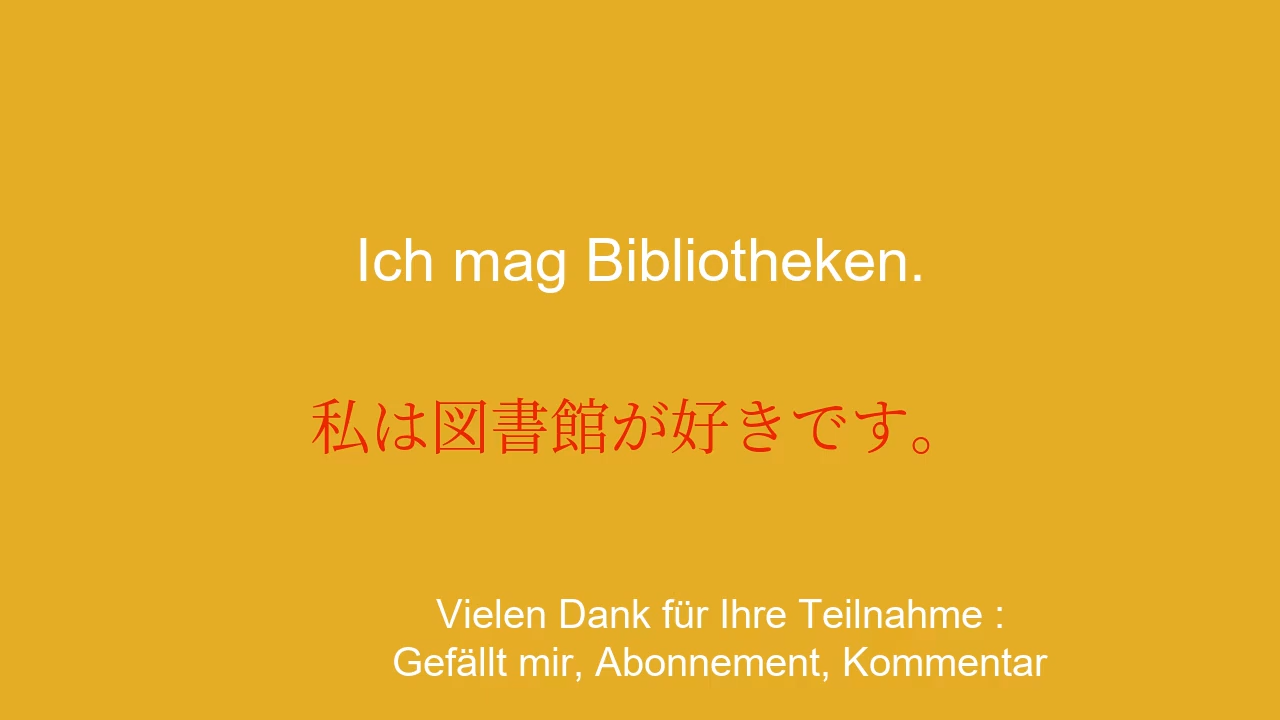 Ich mag Bibliotheken.
私は図書館が好きです。
Vielen Dank für Ihre Teilnahme :
Gefällt mir, Abonnement, Kommentar